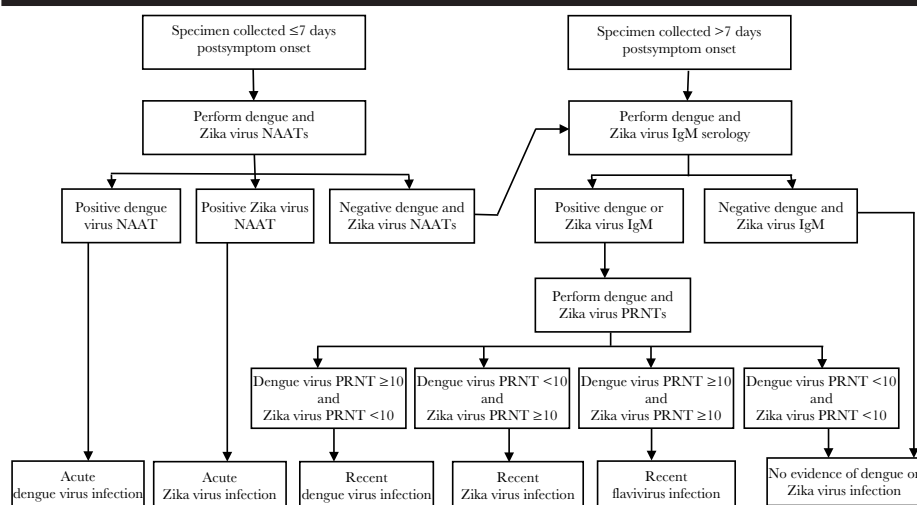 Specimen collected ≤7 days
postsymptom onset
Specimen collected >7 days
postsymptom onset
Perform dengue and
Zika virus NAATs
Perform dengue and
Zika virus IgM serology
Positive dengue
virus NAAT
Positive Zika virus
NAAT
Negative dengue and
Zika virus NAATs
Positive dengue or
Zika virus IgM
Negative dengue and
Zika virus IgM
Perform dengue and
Zika virus PRNTs
Dengue virus PRNT ≥10
and
Zika virus PRNT <10
Dengue virus PRNT <10
and
Zika virus PRNT ≥10
Dengue virus PRNT ≥10
and
Zika virus PRNT ≥10
Dengue virus PRNT <10
and
Zika virus PRNT <10
Acute
dengue virus infection
Acute
Zika virus infection
Recent
dengue virus infection
Recent
Zika virus infection
Recent
flavivirus infection
No evidence of dengue or
Zika virus infection